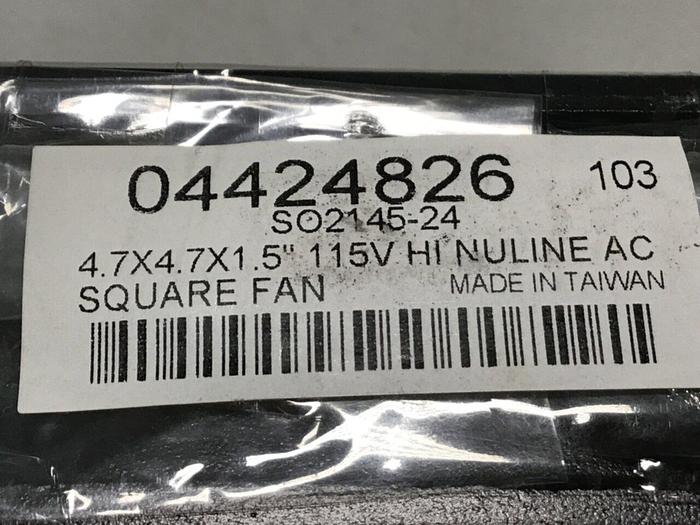 04424826 103
SO2145-24
4.7X4.7X1.5" 115V HI NULINE AC
SQUARE FAN MADE IN TAIWAN